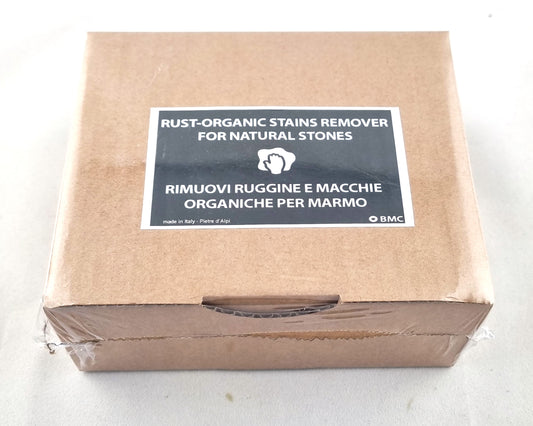 RUST-ORGANIC STAINS REMOVER
FOR NATURAL STONES
RIMUOVI RUGGINE E MACCHIE
ORGANICHE PER MARMO
made in Italy - Pietre d'Alpi
BMC